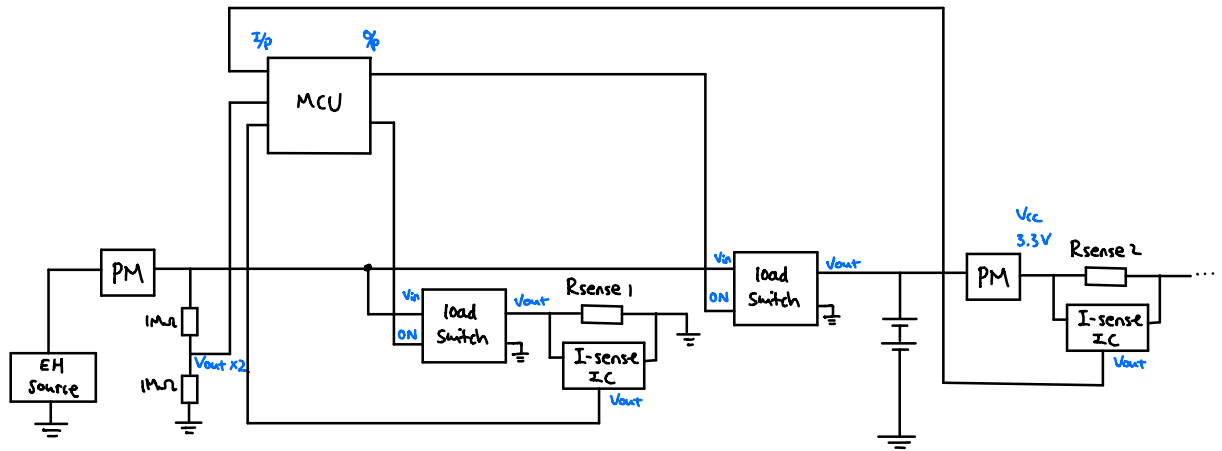 I/p
O/p
MCU
PM
1MΩ
Vout x2
1MΩ
EH
Source
Vin
ON
load
Switch
Vout
Rsense 1
I-sense
IC
Vout
Vin
ON
load
Switch
Vout
Vcc
3.3V
PM
Rsense 2
...
I-sense
IC
Vout